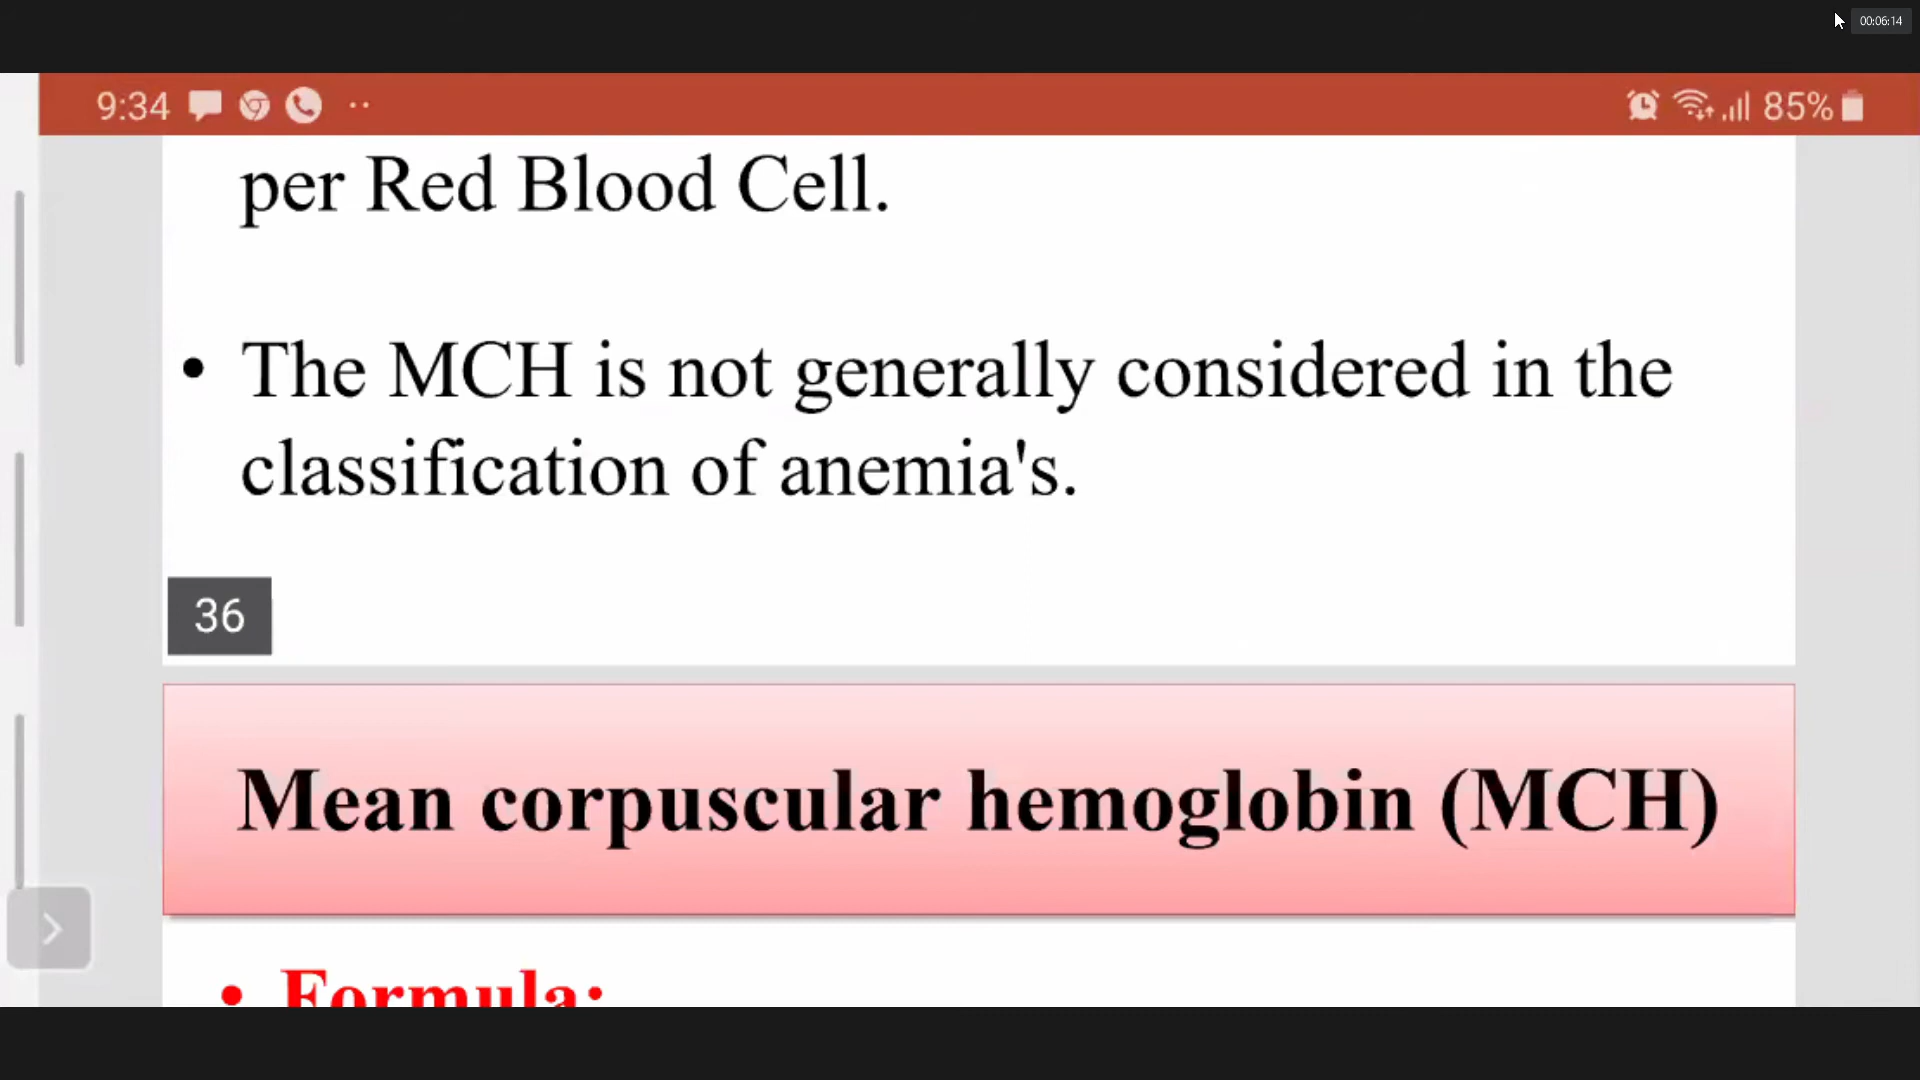 00:06:14
9:34
85%
per Red Blood Cell.
• The MCH is not generally considered in the
classification of anemia's.
36
Mean corpuscular hemoglobin (MCH)
• Formula: